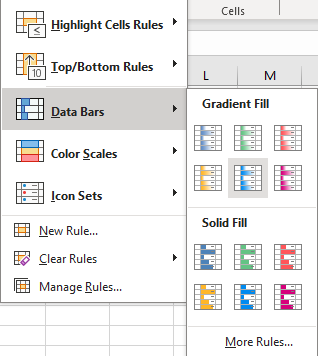 Cells
Highlight Cells Rules
Top/Bottom Rules
10
L M
Data Bars
Gradient Fill
Color Scales
Icon Sets
Solid Fill
New Rule...
Clear Rules
Manage Rules...
More Rules...